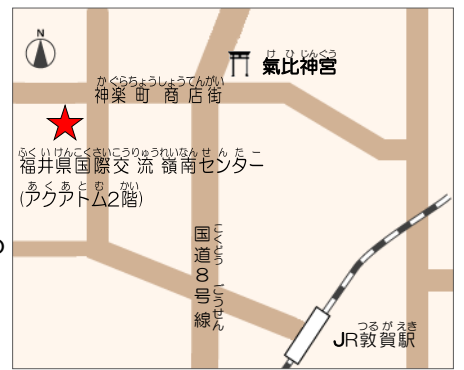 N
けひじんぐう
氣比神宮
かぐらちょうしょうてんがい
神楽町商店街
ふくいけんこくさいこうりゅうれいなんせんたー
福井県国際交流嶺南センター
あくあとむ かい
(アクアトム2階)
の
国道8号線
こくどう ごうせん
つるがえき
JR敦賀駅